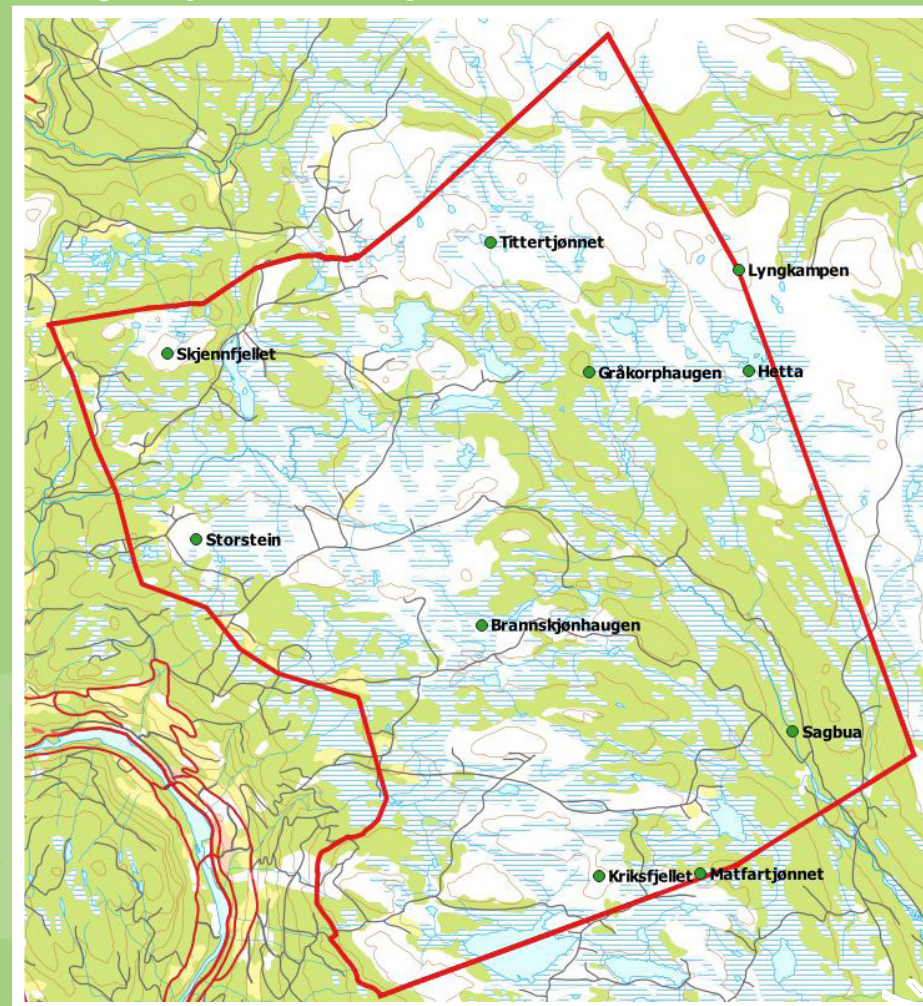 Tittertjønnet
Lyngkampen
Skjennfjellet
Gråkorphaugen
Hetta
Storstein
Brannskjønhaugen
Sagbua
Kriksfjellet
Matfartjønnet